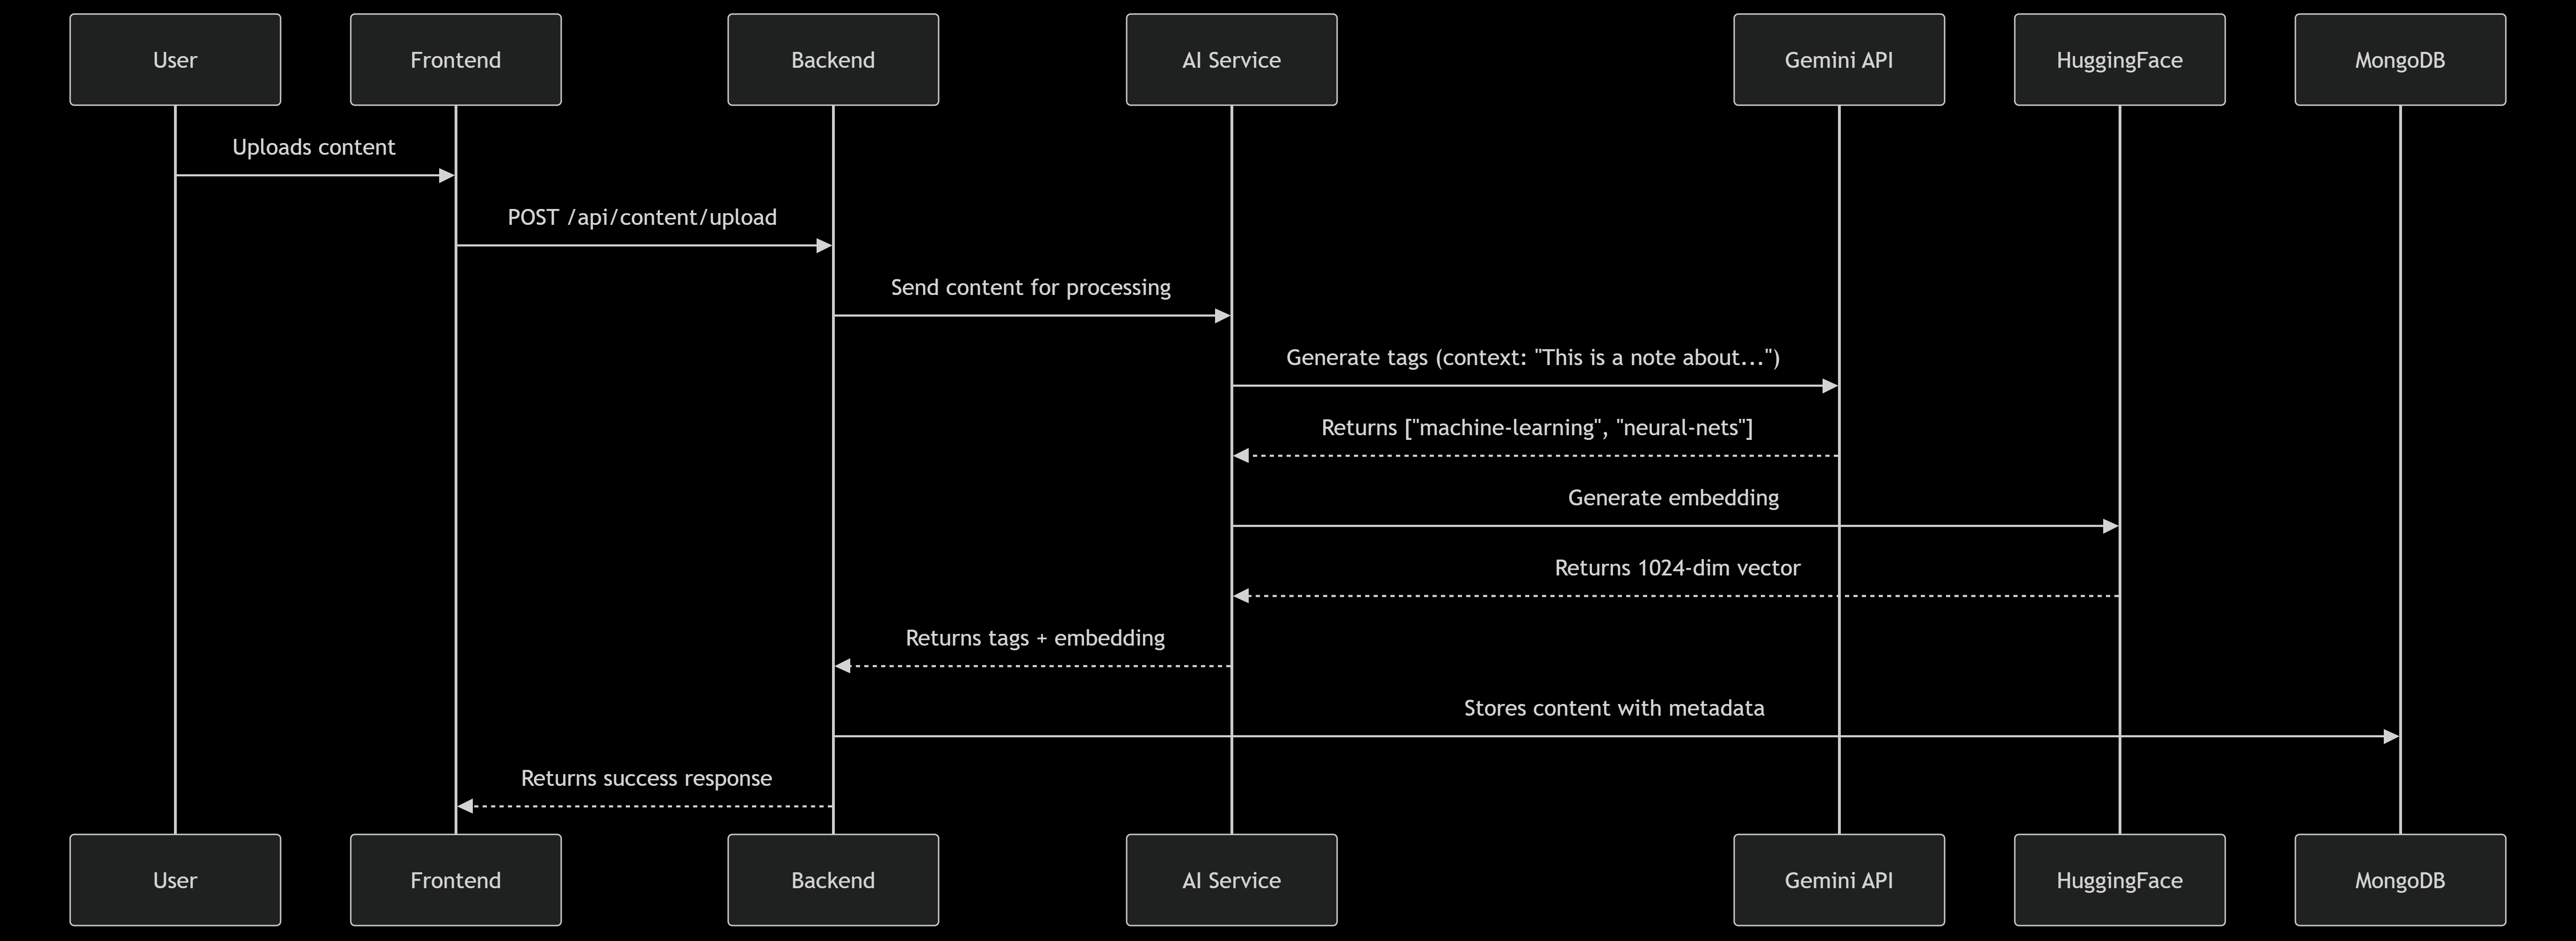 User
Frontend
Backend
AI Service
Gemini API
HuggingFace
MongoDB
Uploads content
POST /api/content/upload
Send content for processing
Generate tags (context: "This is a note about...")
Returns ["machine-learning", "neural-nets"]
Generate embedding
Returns 1024-dim vector
Returns tags + embedding
Stores content with metadata
Returns success response
User
Frontend
Backend
AI Service
Gemini API
HuggingFace
MongoDB